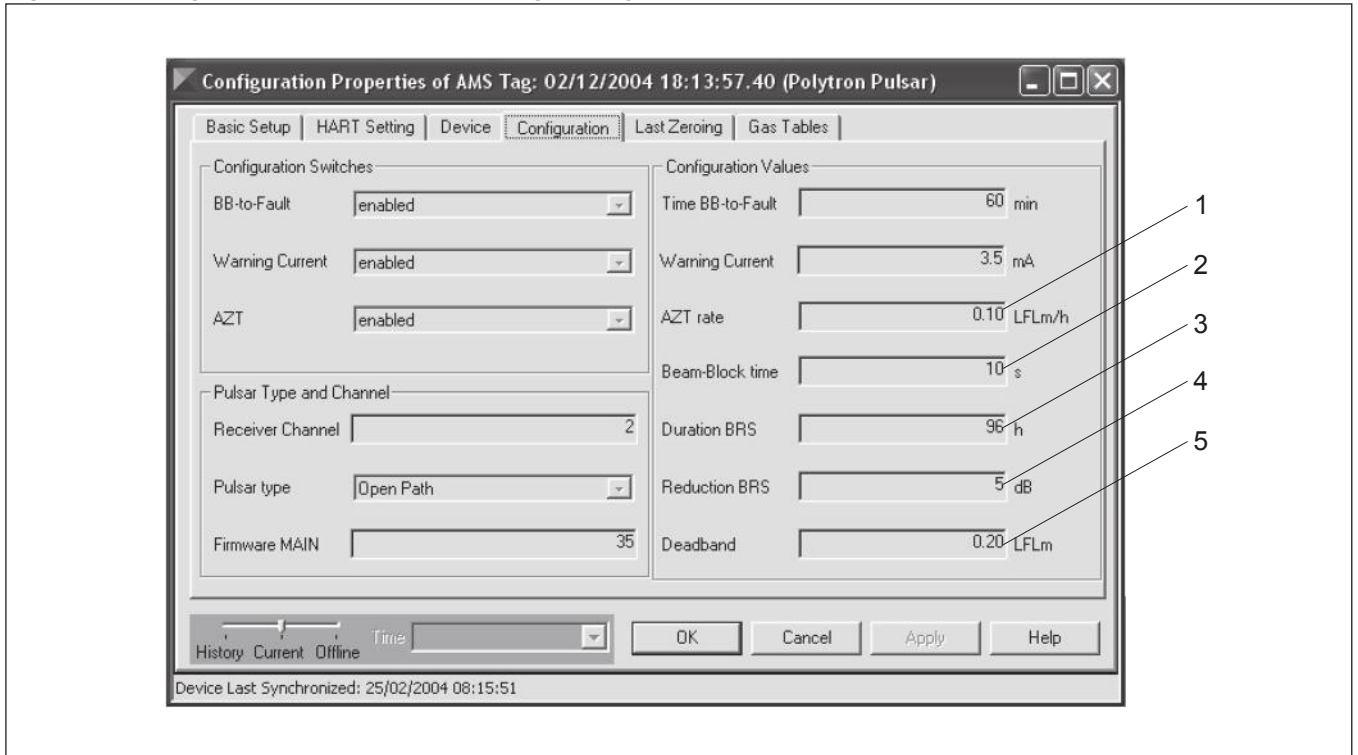 Configuration Properties of AMS Tag: 02/12/2004 18:13:57.40 (Polytron Pulsar)
Basic Setup HART Setting Device Configuration Last Zeroing Gas Tables
Configuration Switches
BB-to-Fault enabled
Warning Current enabled
AZT enabled
Pulsar Type and Channel
Receiver Channel 2
Pulsar type Open Path
Firmware MAIN 35
Configuration Values
Time BB-to-Fault 60 min
Warning Current 3.5 mA
AZT rate 0.10 LFLm/h
Beam-Block time 10 s
Duration BRS 96 h
Reduction BRS 5 dB
Deadband 0.20 LFLm
1
2
3
4
5
History Current Offline
Time
OK Cancel Apply Help
Device Last Synchronized: 25/02/2004 08:15:51